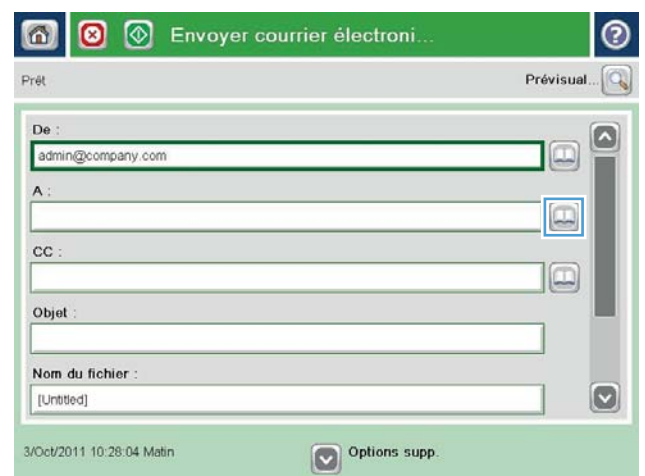 Envoyer courrier électroni...
Prêt
Prévisual...
De :
admin@company.com
A :
CC :
Objet :
Nom du fichier :
[Untitled]
3/Oct/2011 10:28:04 Matin
Options supp.